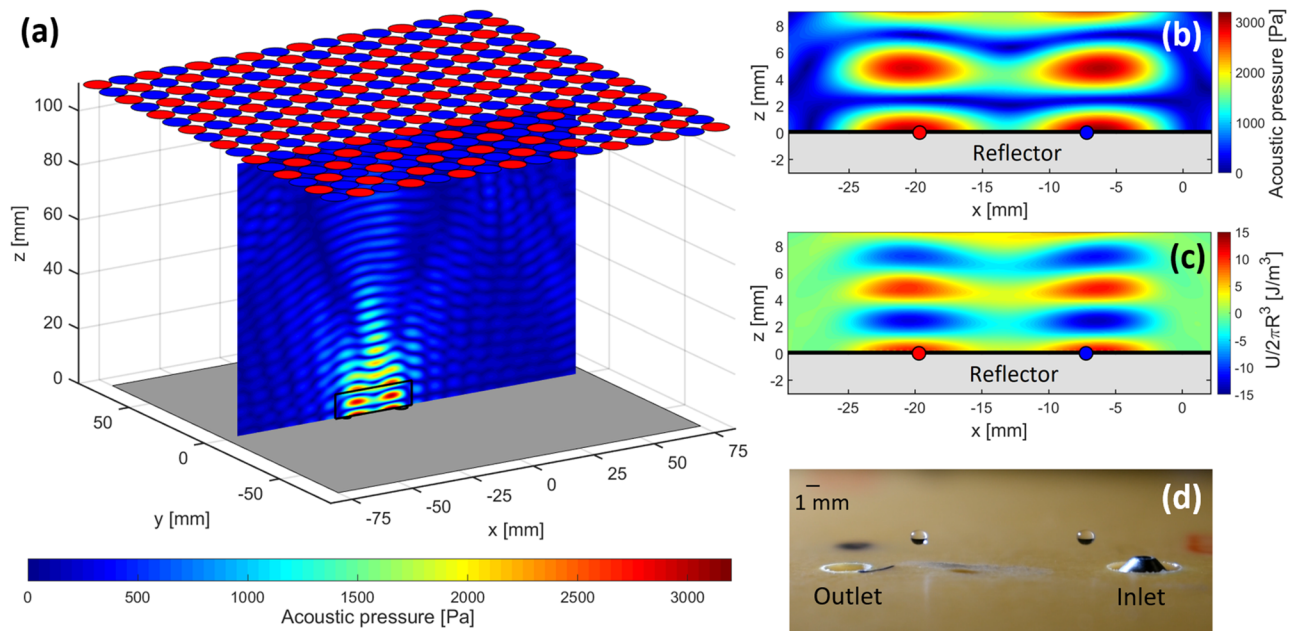 (a)
z [mm]
100
80
60
40
20
0
50
0
-50
y [mm]
-75
-50
-25
0
25
50
75
x [mm]
0 500 1000 1500 2000 2500 3000
Acoustic pressure [Pa]
(b)
z [mm]
8
6
4
2
0
-2
Reflector
-25 -20 -15 -10 -5 0
x [mm]
3000
2000
1000
0
Acoustic pressure [Pa]
(c)
z [mm]
8
6
4
2
0
-2
Reflector
-25 -20 -15 -10 -5 0
x [mm]
15
10
5
0
-5
-10
-15
U/2πR³ [J/m³]
(d)
1 mm
Outlet Inlet